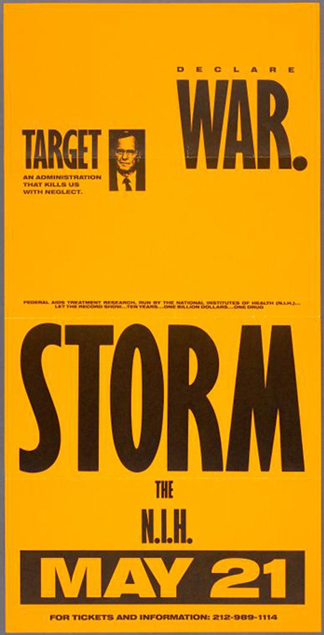 DECLARE
WAR.
TARGET
AN ADMINISTRATION
THAT KILLS US
WITH NEGLECT.
FEDERAL AIDS TREATMENT RESEARCH, RUN BY THE NATIONAL INSTITUTES OF HEALTH (N.I.H.)...
LET THE RECORD SHOW...TEN YEARS...ONE BILLION DOLLARS...ONE DRUG
STORM
THE
N.I.H.
MAY 21
FOR TICKETS AND INFORMATION: 212-989-1114